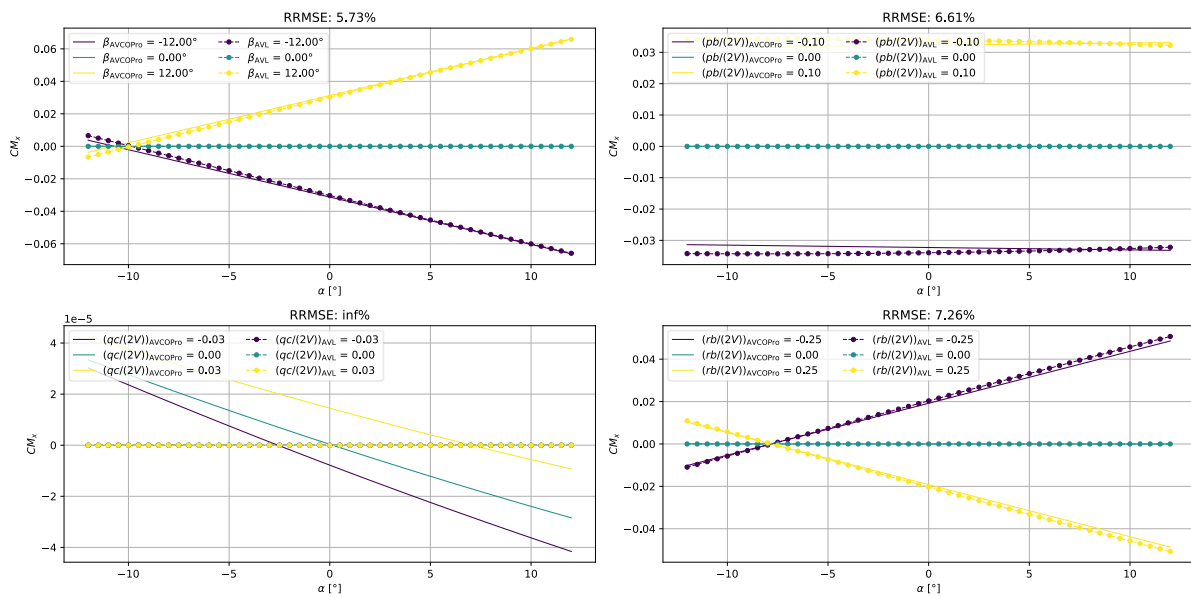 RRMSE: 5.73%
β_AVCOPro = -12.00° β_AVL = -12.00°
β_AVCOPro = 0.00° β_AVL = 0.00°
β_AVCOPro = 12.00° β_AVL = 12.00°
0.06
0.04
0.02
0.00
−0.02
−0.04
−0.06
CM_x
−10 −5 0 5 10
α [°]
RRMSE: 6.61%
(pb/(2V))_AVCOPro = -0.10 (pb/(2V))_AVL = -0.10
(pb/(2V))_AVCOPro = 0.00 (pb/(2V))_AVL = 0.00
(pb/(2V))_AVCOPro = 0.10 (pb/(2V))_AVL = 0.10
0.03
0.02
0.01
0.00
−0.01
−0.02
−0.03
CM_x
−10 −5 0 5 10
α [°]
RRMSE: inf%
1e−5
(qc/(2V))_AVCOPro = -0.03 (qc/(2V))_AVL = -0.03
(qc/(2V))_AVCOPro = 0.00 (qc/(2V))_AVL = 0.00
(qc/(2V))_AVCOPro = 0.03 (qc/(2V))_AVL = 0.03
4
2
0
−2
−4
CM_x
−10 −5 0 5 10
α [°]
RRMSE: 7.26%
(rb/(2V))_AVCOPro = -0.25 (rb/(2V))_AVL = -0.25
(rb/(2V))_AVCOPro = 0.00 (rb/(2V))_AVL = 0.00
(rb/(2V))_AVCOPro = 0.25 (rb/(2V))_AVL = 0.25
0.04
0.02
0.00
−0.02
−0.04
CM_x
−10 −5 0 5 10
α [°]